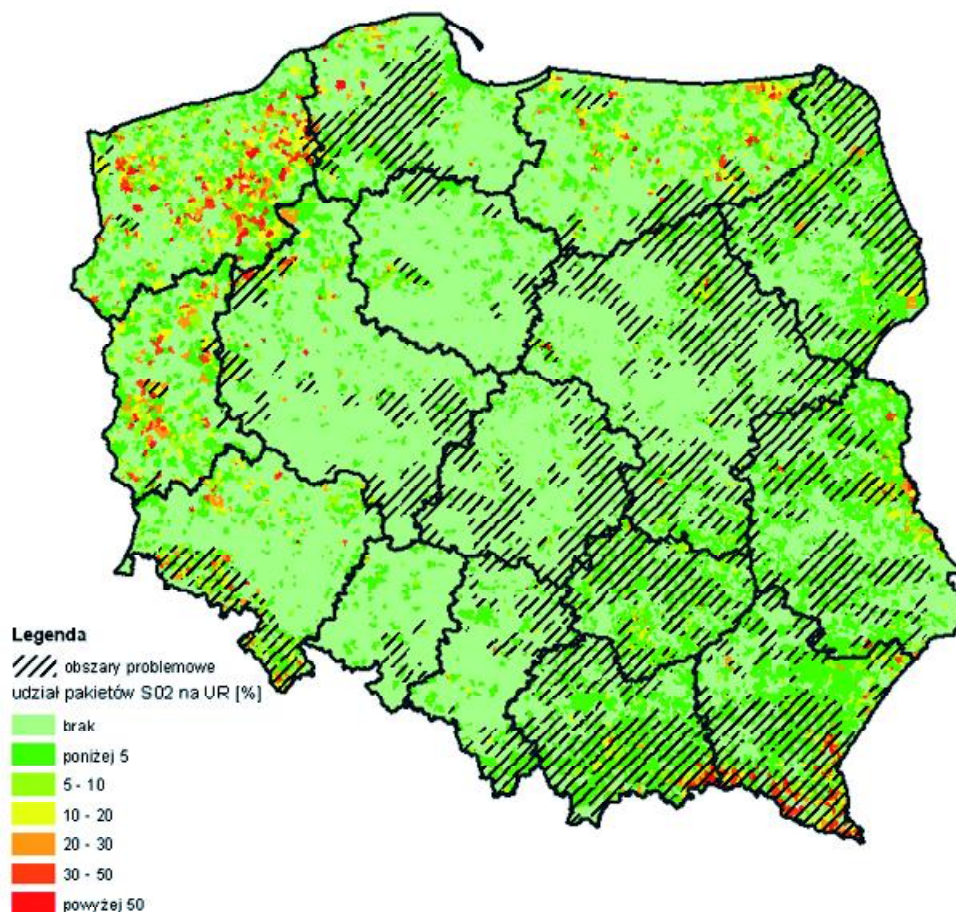 Legenda
obszary problemowe
udział pakietów S02 na UR [%]
brak
poniżej 5
5 - 10
10 - 20
20 - 30
30 - 50
powyżej 50